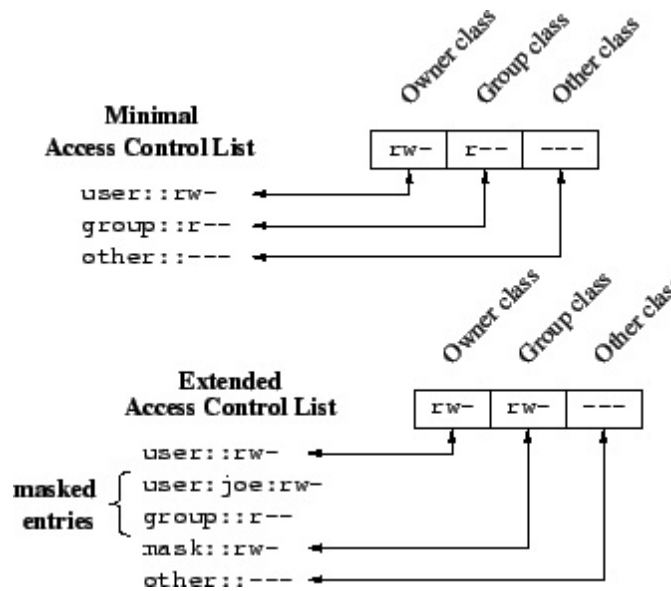 Owner class
Group class
Other class
Minimal
Access Control List
rw- r-- ---
user::rw-
group::r--
other::---
Owner class
Group class
Other class
Extended
Access Control List
rw- rw- ---
user::rw-
masked entries
user:joe:rw-
group::r--
mask::rw-
other::---